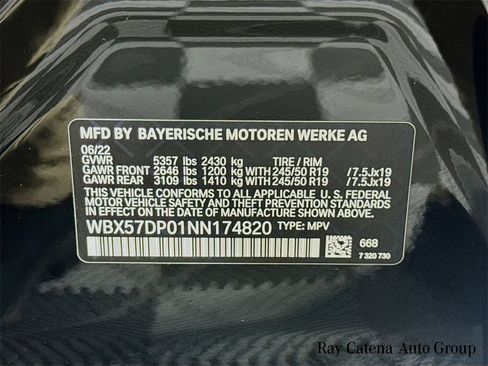 MFD BY BAYERISCHE MOTOREN WERKE AG
06/22
GVWR 5357 lbs 2430 kg TIRE / RIM
GAWR FRONT 2646 lbs 1200 kg WITH 245/50 R19 /7.5Jx19
GAWR REAR 3109 lbs 1410 kg WITH 245/50 R19 /7.5Jx19
THIS VEHICLE CONFORMS TO ALL APPLICABLE U. S. FEDERAL
MOTOR VEHICLE SAFETY AND THEFT PREVENTION STANDARDS
IN EFFECT ON THE DATE OF MANUFACTURE SHOWN ABOVE.
WBX57DP01NN174820 TYPE: MPV
668
7 320 730
Ray Catena Auto Group